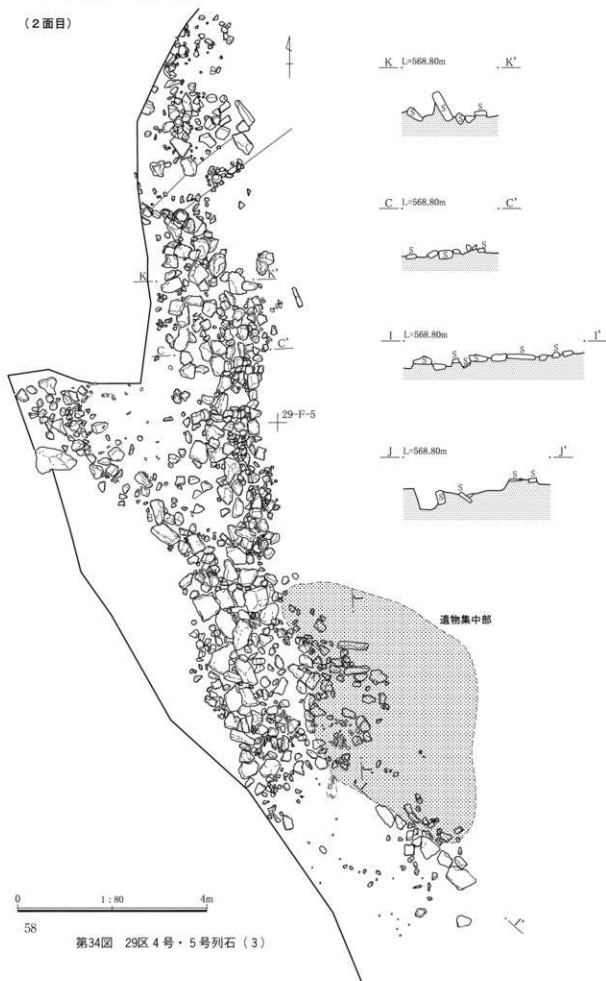 (2面目)
K L=568.80m K'
S S S S
C L=568.80m C'
S S S
I L=568.80m I'
S S S S S
J L=568.80m J'
S S S S
K K'
C C'
29-F-5
遺物集中部
0 1:80 4m
58
第34図 29区4号・5号列石(3)